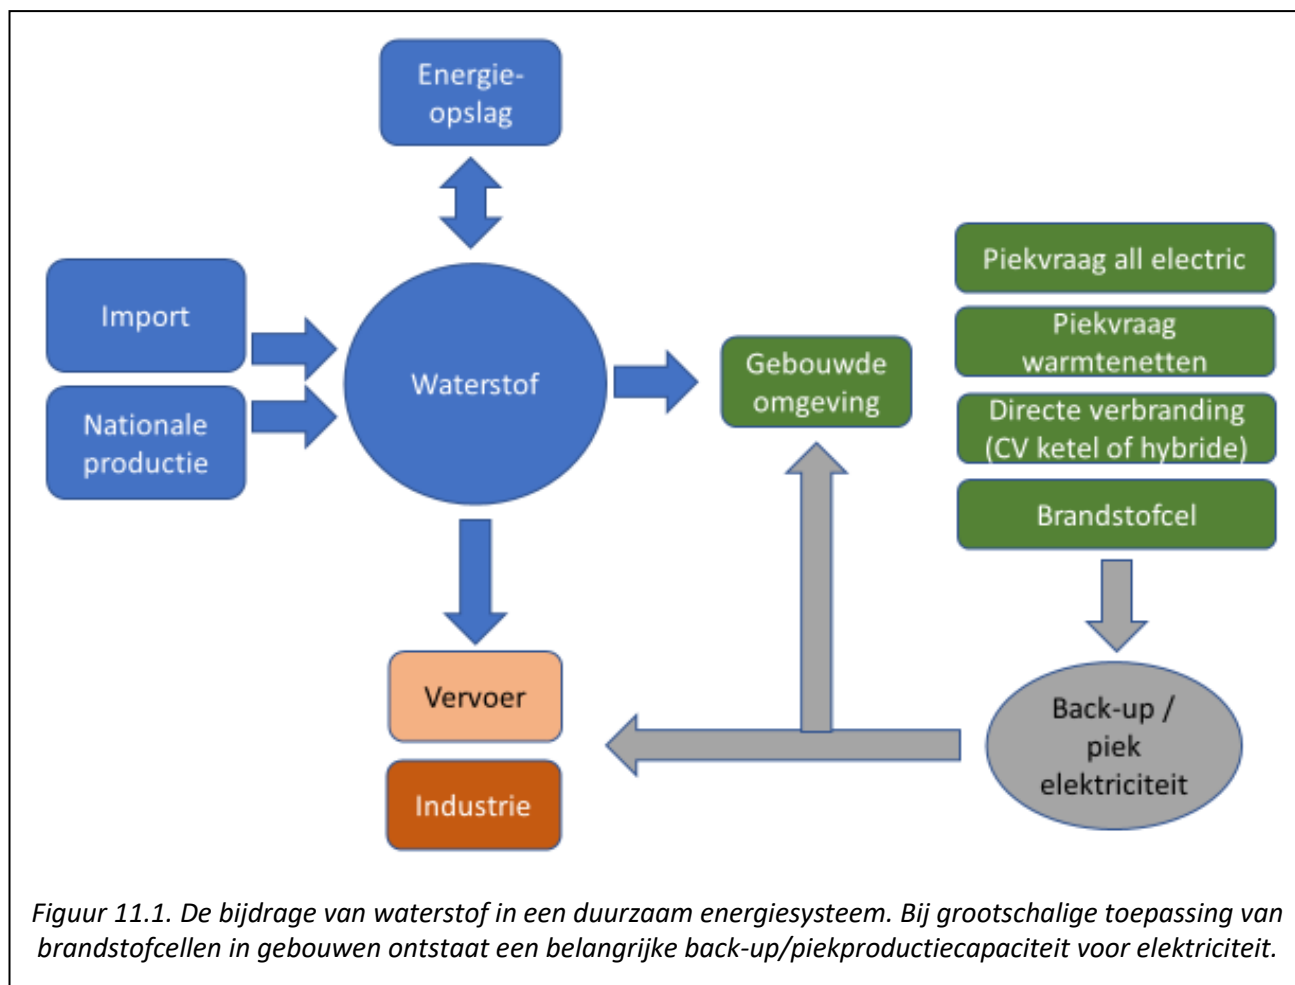 Energie-
opslag
Import
Nationale
productie
Waterstof
Gebouwde
omgeving
Piekvraag all electric
Piekvraag
warmtenetten
Directe verbranding
(CV ketel of hybride)
Brandstofcel
Vervoer
Industrie
Back-up /
piek
elektriciteit
Figuur 11.1. De bijdrage van waterstof in een duurzaam energiesysteem. Bij grootschalige toepassing van
brandstofcellen in gebouwen ontstaat een belangrijke back-up/piekproductiecapaciteit voor elektriciteit.